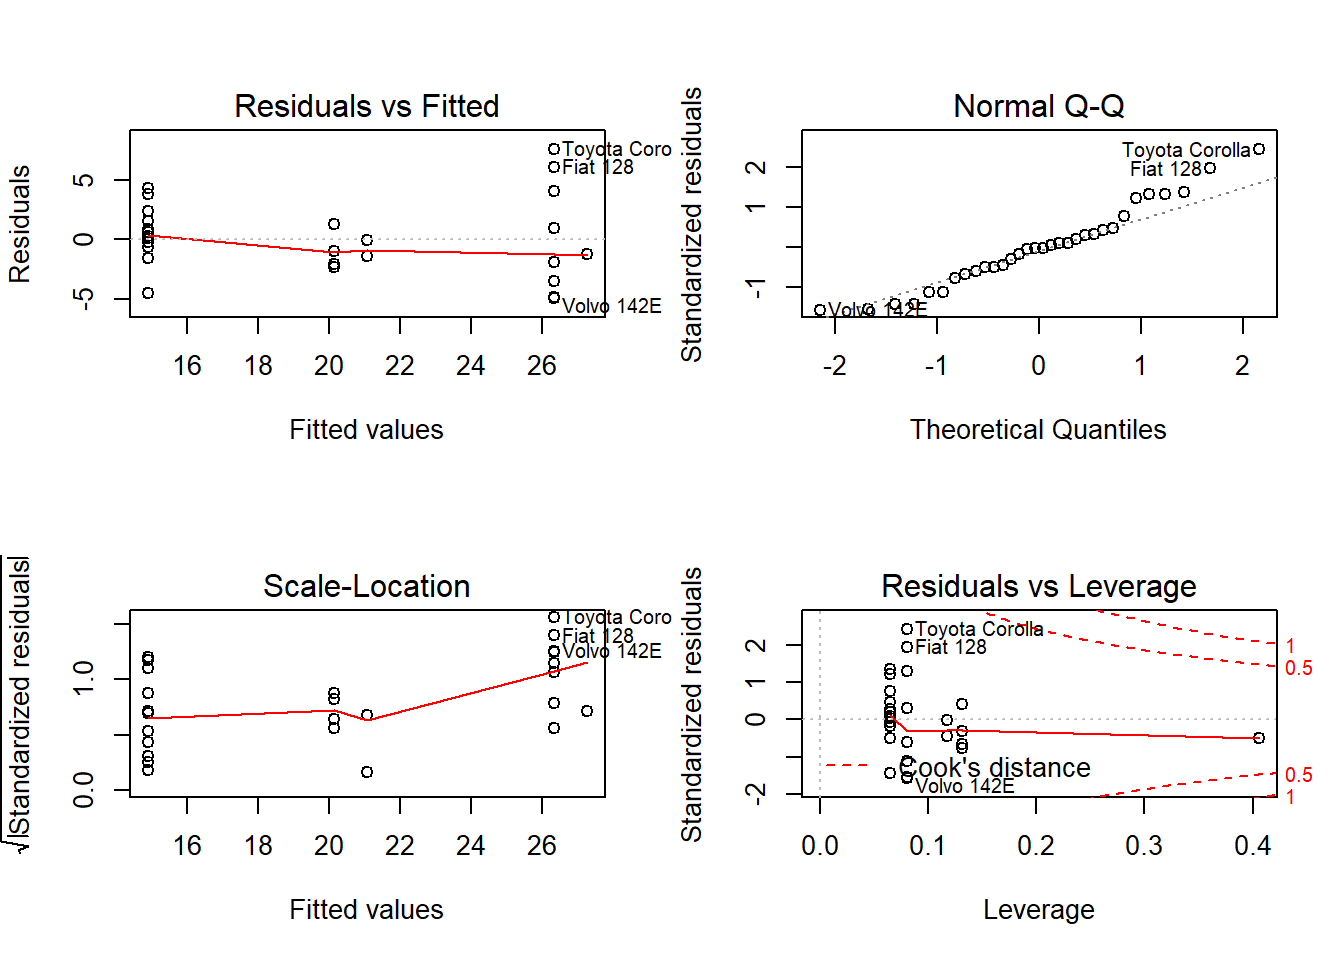 Residuals vs Fitted
Residuals
5
0
-5
Toyota Coro
Fiat 128
Volvo 142E
16 18 20 22 24 26
Fitted values
Normal Q-Q
Standardized residuals
2
1
-1
Toyota Corolla
Fiat 128
Volvo 142E
-2 -1 0 1 2
Theoretical Quantiles
Scale-Location
√|Standardized residuals|
1.0
0.0
Toyota Coro
Fiat 128
Volvo 142E
16 18 20 22 24 26
Fitted values
Residuals vs Leverage
Standardized residuals
2
1
0
-2
Toyota Corolla
Fiat 128
1
0.5
Cook's distance
Volvo 142E
0.5
1
0.0 0.1 0.2 0.3 0.4
Leverage